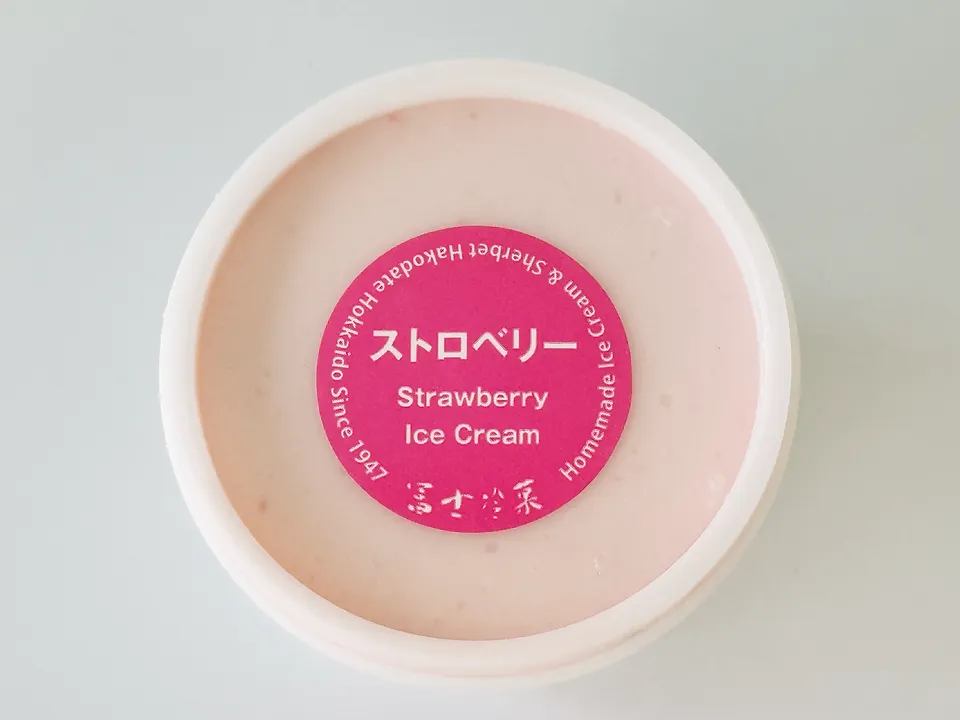 ストロベリー
Strawberry
Ice Cream
冨士冷菓
Homemade Ice Cream & Sherbet Hakodate Hokkaido Since 1947